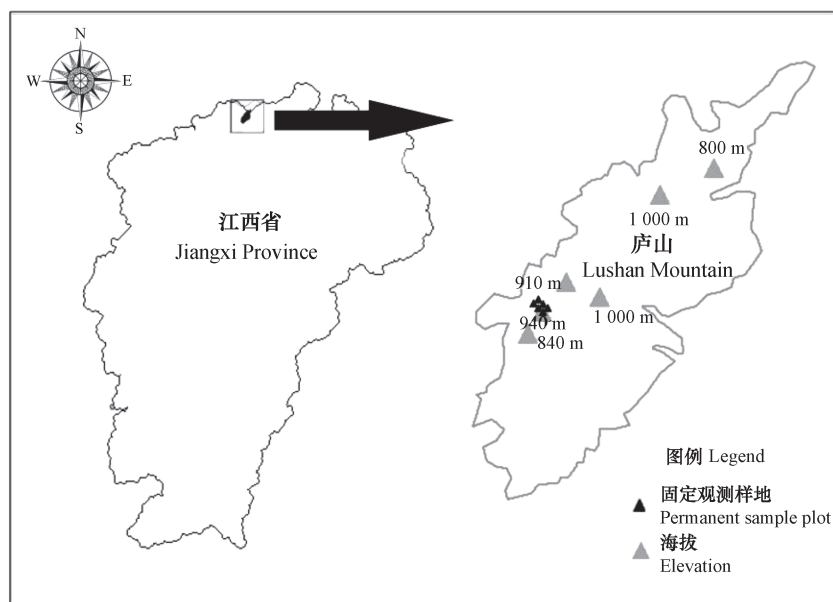 N
W
E
S
江西省
Jiangxi Province
800 m
1 000 m
庐山
Lushan Mountain
910 m
1 000 m
940 m
840 m
图例 Legend
固定观测样地
Permanent sample plot
海拔
Elevation